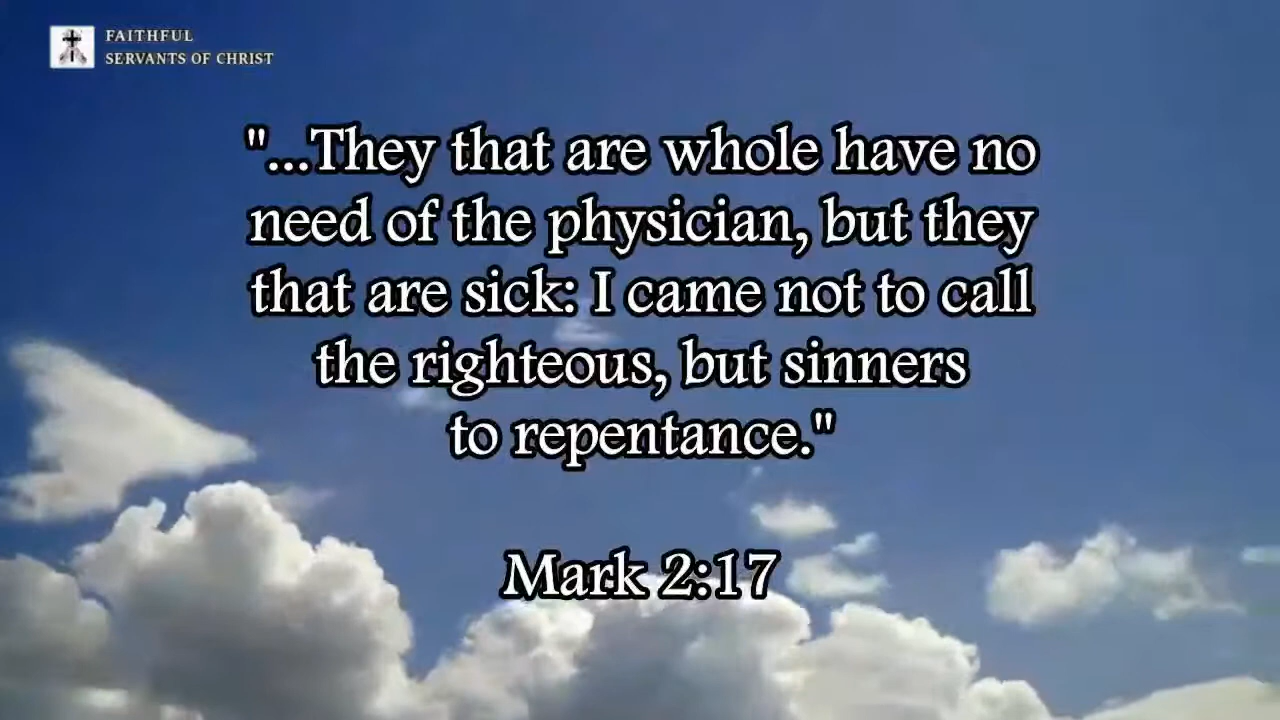 FAITHFUL
SERVANTS OF CHRIST
"...They that are whole have no
need of the physician, but they
that are sick: I came not to call
the righteous, but sinners
to repentance."
Mark 2:17